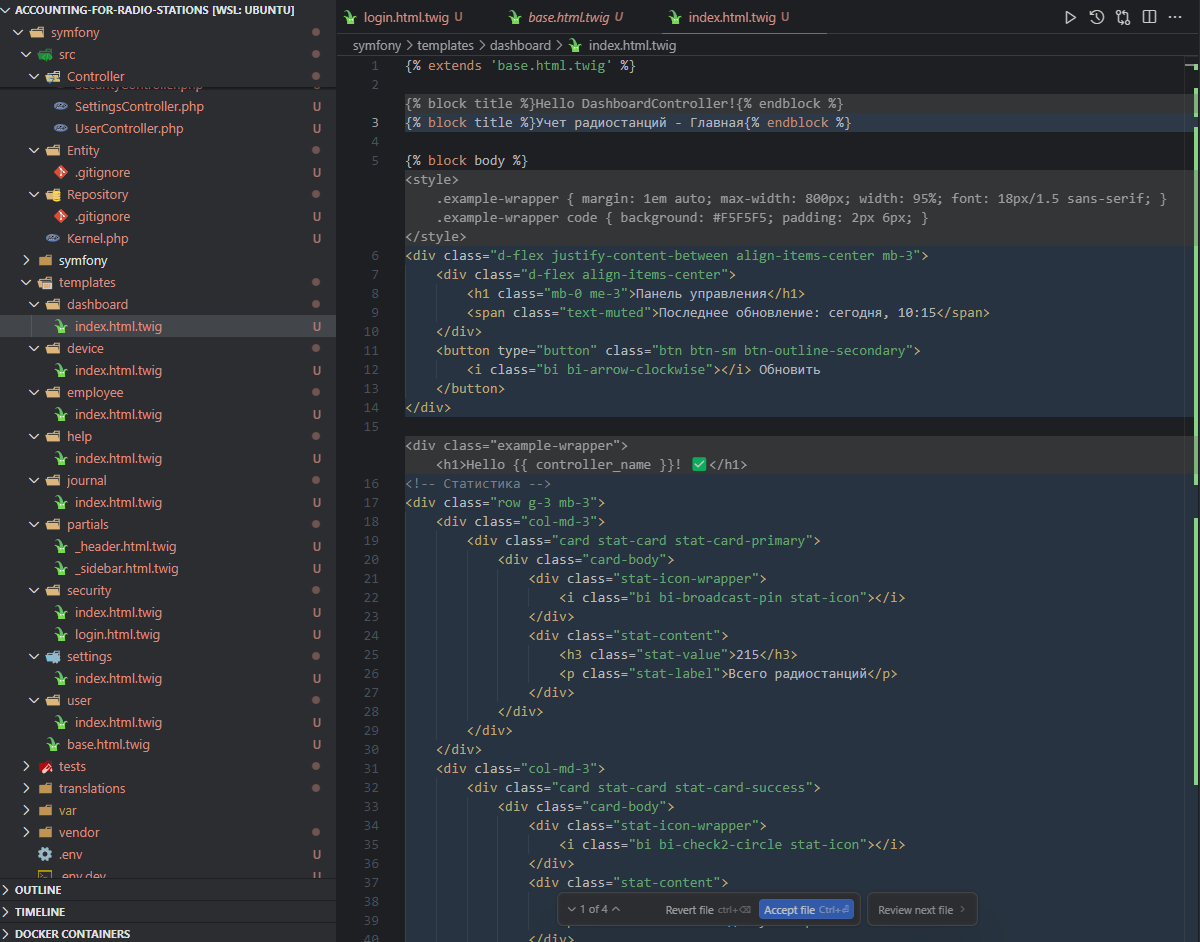 ACCOUNTING-FOR-RADIO-STATIONS [WSL: UBUNTU]
symfony
src
Controller
SecurityController.php
SettingsController.php U
UserController.php U
Entity
.gitignore U
Repository
.gitignore U
Kernel.php U
symfony
templates
dashboard
index.html.twig U
device
index.html.twig U
employee
index.html.twig U
help
index.html.twig U
journal
index.html.twig U
partials
_header.html.twig U
_sidebar.html.twig U
security
index.html.twig U
login.html.twig U
settings
index.html.twig U
user
index.html.twig U
base.html.twig U
tests
translations
var
vendor
.env U
.env.dev U
OUTLINE
TIMELINE
DOCKER CONTAINERS
login.html.twig U
base.html.twig U
index.html.twig U
symfony > templates > dashboard > index.html.twig
1 {% extends 'base.html.twig' %}
2
{% block title %}Hello DashboardController!{% endblock %}
3 {% block title %}Учет радиостанций - Главная{% endblock %}
4
5 {% block body %}
<style>
.example-wrapper { margin: 1em auto; max-width: 800px; width: 95%; font: 18px/1.5 sans-serif; }
.example-wrapper code { background: #F5F5F5; padding: 2px 6px; }
</style>
6 <div class="d-flex justify-content-between align-items-center mb-3">
7 <div class="d-flex align-items-center">
8 <h1 class="mb-0 me-3">Панель управления</h1>
9 <span class="text-muted">Последнее обновление: сегодня, 10:15</span>
10 </div>
11 <button type="button" class="btn btn-sm btn-outline-secondary">
12 <i class="bi bi-arrow-clockwise"></i> Обновить
13 </button>
14 </div>
15
<div class="example-wrapper">
<h1>Hello {{ controller_name }}! ✅</h1>
16 <!-- Статистика -->
17 <div class="row g-3 mb-3">
18 <div class="col-md-3">
19 <div class="card stat-card stat-card-primary">
20 <div class="card-body">
21 <div class="stat-icon-wrapper">
22 <i class="bi bi-broadcast-pin stat-icon"></i>
23 </div>
24 <div class="stat-content">
25 <h3 class="stat-value">215</h3>
26 <p class="stat-label">Всего радиостанций</p>
27 </div>
28 </div>
29 </div>
30 </div>
31 <div class="col-md-3">
32 <div class="card stat-card stat-card-success">
33 <div class="card-body">
34 <div class="stat-icon-wrapper">
35 <i class="bi bi-check2-circle stat-icon"></i>
36 </div>
37 <div class="stat-content">
38
39
40 </div>
1 of 4
Revert file ctrl+⌫
Accept file Ctrl+⏎
Review next file >